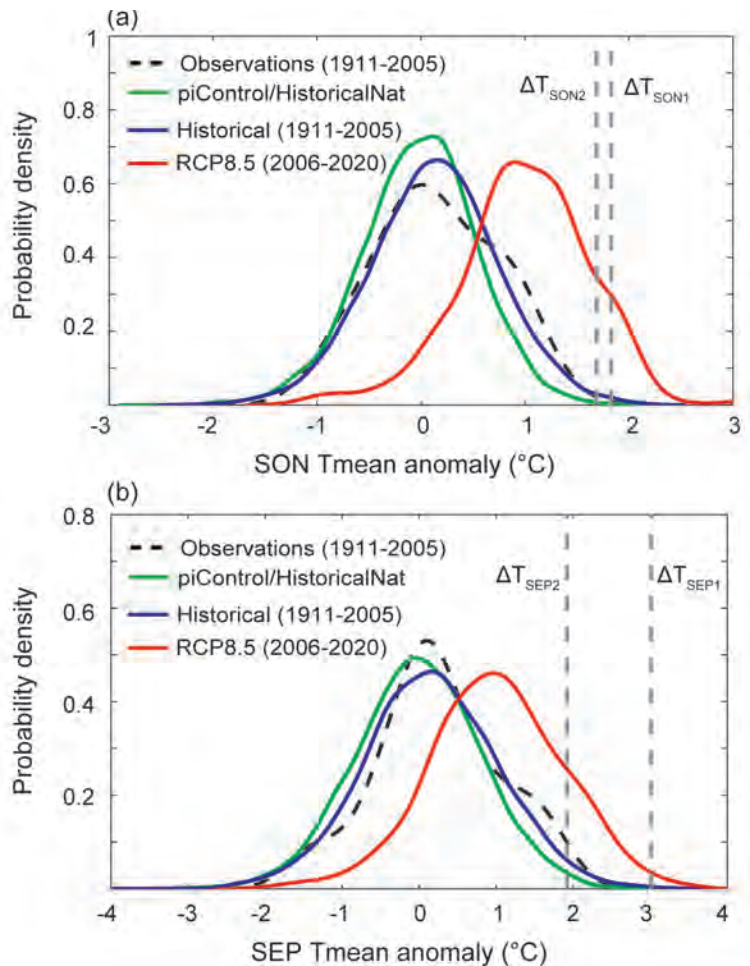 (a)
1
0.8
0.6
0.4
0.2
Probability density
Observations (1911-2005)
piControl/HistoricalNat
Historical (1911-2005)
RCP8.5 (2006-2020)
ΔT_SON2 ΔT_SON1
-3 -2 -1 0 1 2 3
SON Tmean anomaly (°C)
(b)
0.8
0.6
0.4
0.2
Probability density
Observations (1911-2005)
piControl/HistoricalNat
Historical (1911-2005)
RCP8.5 (2006-2020)
ΔT_SEP2 ΔT_SEP1
-4 -3 -2 -1 0 1 2 3 4
SEP Tmean anomaly (°C)